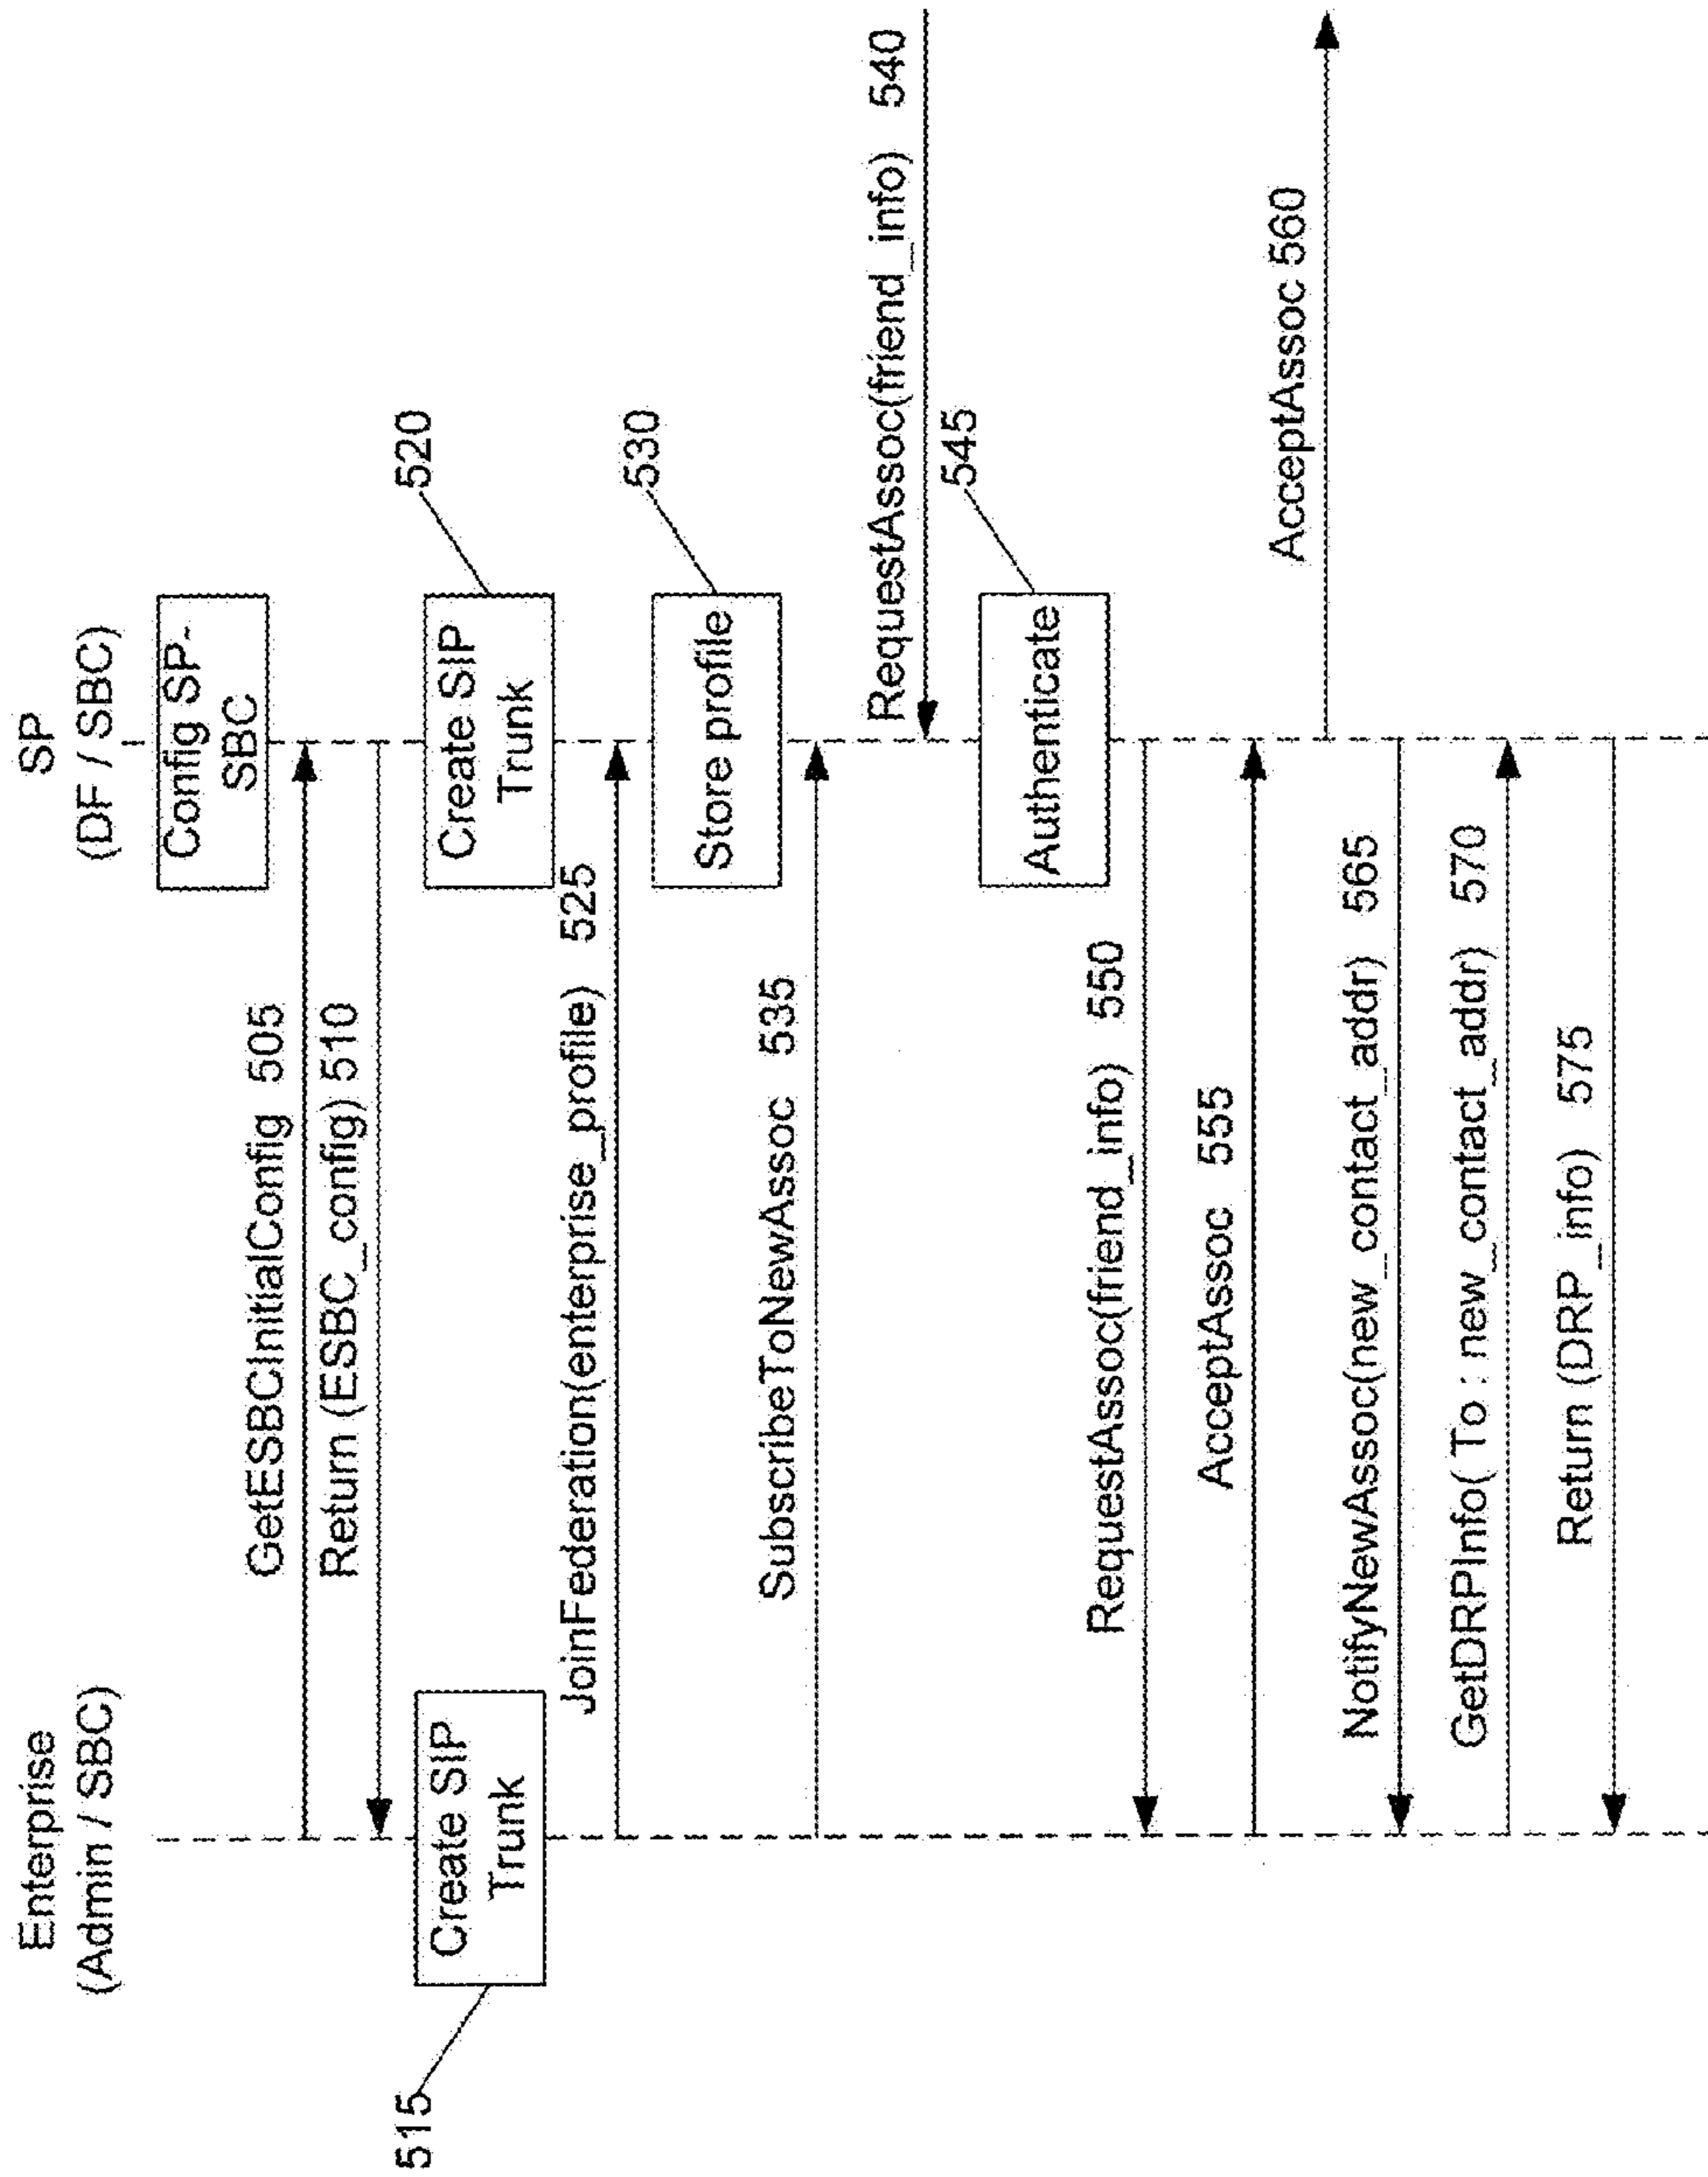 Enterprise
(Admin / SBC)
SP
(DF / SBC)
Config SP-
SBC
GetESBCInitialConfig 505
Return (ESBC_config) 510
515
Create SIP
Trunk
Create SIP
Trunk
520
JoinFederation(enterprise_profile) 525
Store profile
530
SubscribeToNewAssoc 535
RequestAssoc(friend_info) 540
Authenticate
545
RequestAssoc(friend_info) 550
AcceptAssoc 555
AcceptAssoc 560
NotifyNewAssoc(new_contact_addr) 565
GetDRPInfo( To : new_contact_addr) 570
Return (DRP_info) 575